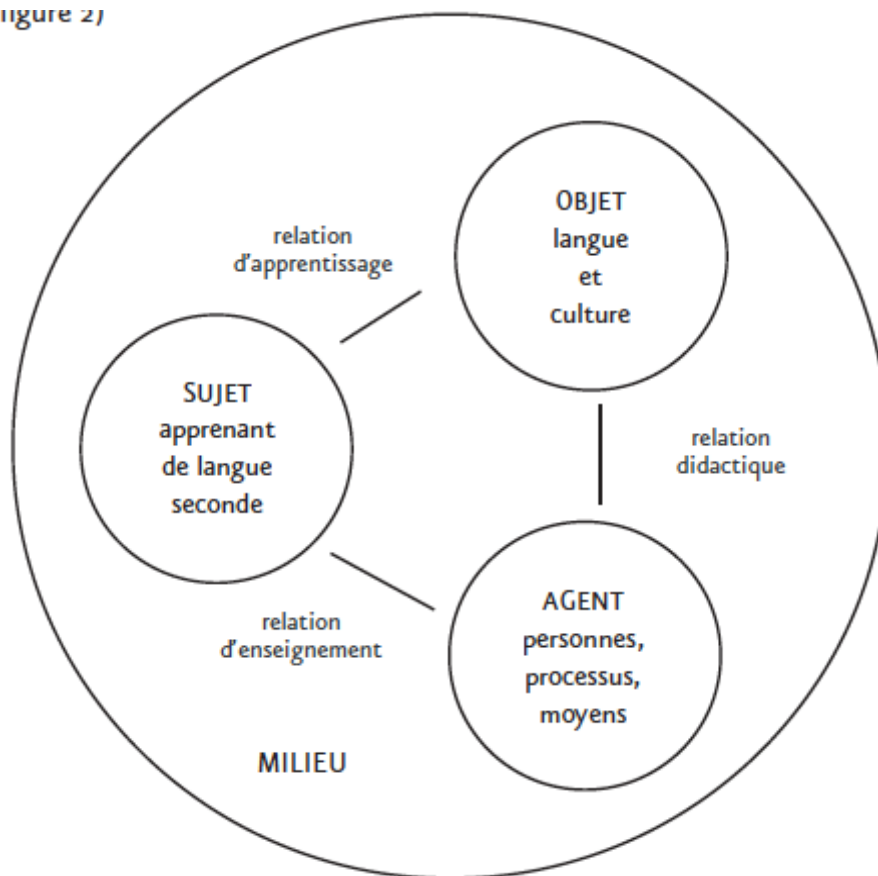 figure 2)
OBJET
langue
et
culture
relation
d'apprentissage
SUJET
apprenant
de langue
seconde
relation
didactique
AGENT
personnes,
processus,
moyens
relation
d'enseignement
MILIEU